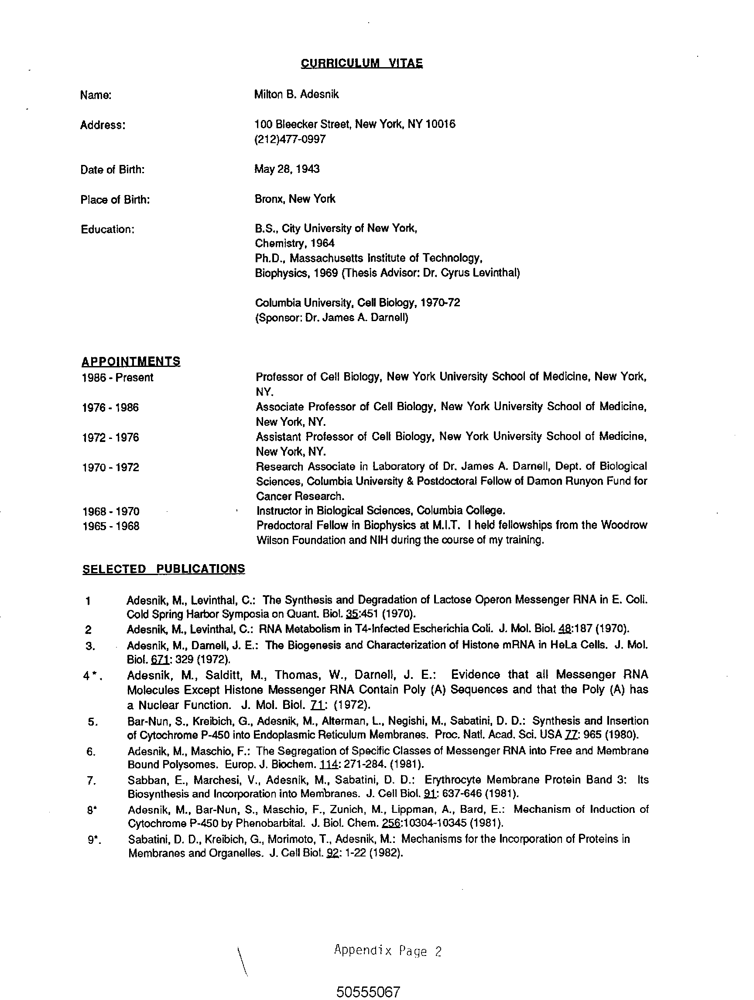 CURRICULUM VITAE
Name: Milton B. Adesnik
Address: 100 Bleecker Street, New York, NY 10016
(212)477-0997
Date of Birth: May 28, 1943
Place of Birth: Bronx, New York
Education: B.S., City University of New York,
Chemistry, 1964
Ph.D., Massachusetts Institute of Technology,
Biophysics, 1969 (Thesis Advisor: Dr. Cyrus Levinthal)
Columbia University, Cell Biology, 1970-72
(Sponsor: Dr. James A. Darnell)
APPOINTMENTS
1986 - Present Professor of Cell Biology, New York University School of Medicine, New York,
NY.
1976 - 1986 Associate Professor of Cell Biology, New York University School of Medicine,
New York, NY.
1972 - 1976 Assistant Professor of Cell Biology, New York University School of Medicine,
New York, NY.
1970 - 1972 Research Associate in Laboratory of Dr. James A. Darnell, Dept. of Biological
Sciences, Columbia University & Postdoctoral Fellow of Damon Runyon Fund for
Cancer Research.
1968 - 1970 Instructor in Biological Sciences, Columbia College.
1965 - 1968 Predoctoral Fellow in Biophysics at M.I.T. I held fellowships from the Woodrow
Wilson Foundation and NIH during the course of my training.
SELECTED PUBLICATIONS
1 Adesnik, M., Levinthal, C.: The Synthesis and Degradation of Lactose Operon Messenger RNA in E. Coli.
Cold Spring Harbor Symposia on Quant. Biol. 35:451 (1970).
2 Adesnik, M., Levinthal, C.: RNA Metabolism in T4-Infected Escherichia Coli. J. Mol. Biol. 48:187 (1970).
3. Adesnik, M., Darnell, J. E.: The Biogenesis and Characterization of Histone mRNA in HeLa Cells. J. Mol.
Biol. 671: 329 (1972).
4*. Adesnik, M., Salditt, M., Thomas, W., Darnell, J. E.: Evidence that all Messenger RNA
Molecules Except Histone Messenger RNA Contain Poly (A) Sequences and that the Poly (A) has
a Nuclear Function. J. Mol. Biol. 71: (1972).
5. Bar-Nun, S., Kreibich, G., Adesnik, M., Alterman, L., Negishi, M., Sabatini, D. D.: Synthesis and Insertion
of Cytochrome P-450 into Endoplasmic Reticulum Membranes. Proc. Natl. Acad. Sci. USA 77: 965 (1980).
6. Adesnik, M., Maschio, F.: The Segregation of Specific Classes of Messenger RNA into Free and Membrane
Bound Polysomes. Europ. J. Biochem. 114: 271-284. (1981).
7. Sabban, E., Marchesi, V., Adesnik, M., Sabatini, D. D.: Erythrocyte Membrane Protein Band 3: Its
Biosynthesis and Incorporation into Membranes. J. Cell Biol. 91: 637-646 (1981).
8* Adesnik, M., Bar-Nun, S., Maschio, F., Zunich, M., Lippman, A., Bard, E.: Mechanism of Induction of
Cytochrome P-450 by Phenobarbital. J. Biol. Chem. 256:10304-10345 (1981).
9*. Sabatini, D. D., Kreibich, G., Morimoto, T., Adesnik, M.: Mechanisms for the Incorporation of Proteins in
Membranes and Organelles. J. Cell Biol. 92: 1-22 (1982).
Appendix Page 2
50555067